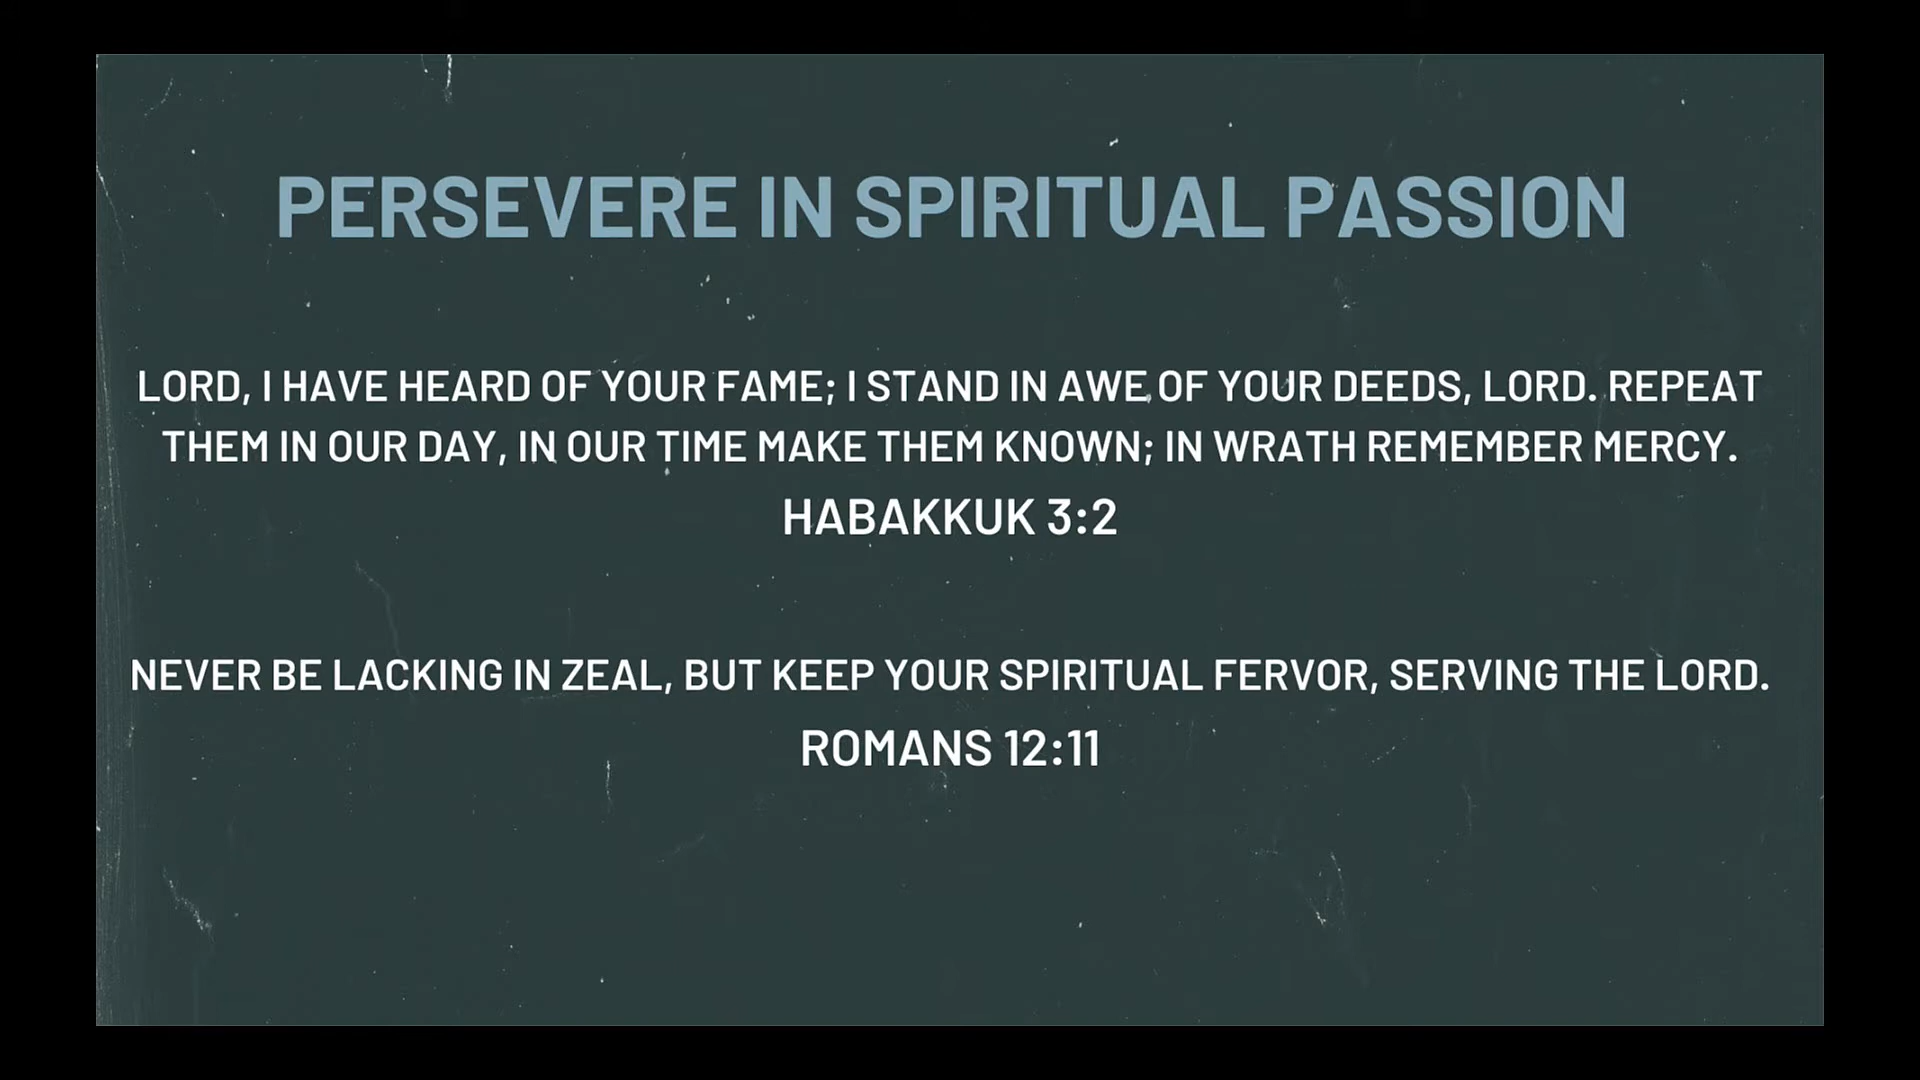 PERSEVERE IN SPIRITUAL PASSION
LORD, I HAVE HEARD OF YOUR FAME; I STAND IN AWE OF YOUR DEEDS, LORD. REPEAT
THEM IN OUR DAY, IN OUR TIME MAKE THEM KNOWN; IN WRATH REMEMBER MERCY.
HABAKKUK 3:2
NEVER BE LACKING IN ZEAL, BUT KEEP YOUR SPIRITUAL FERVOR, SERVING THE LORD.
ROMANS 12:11